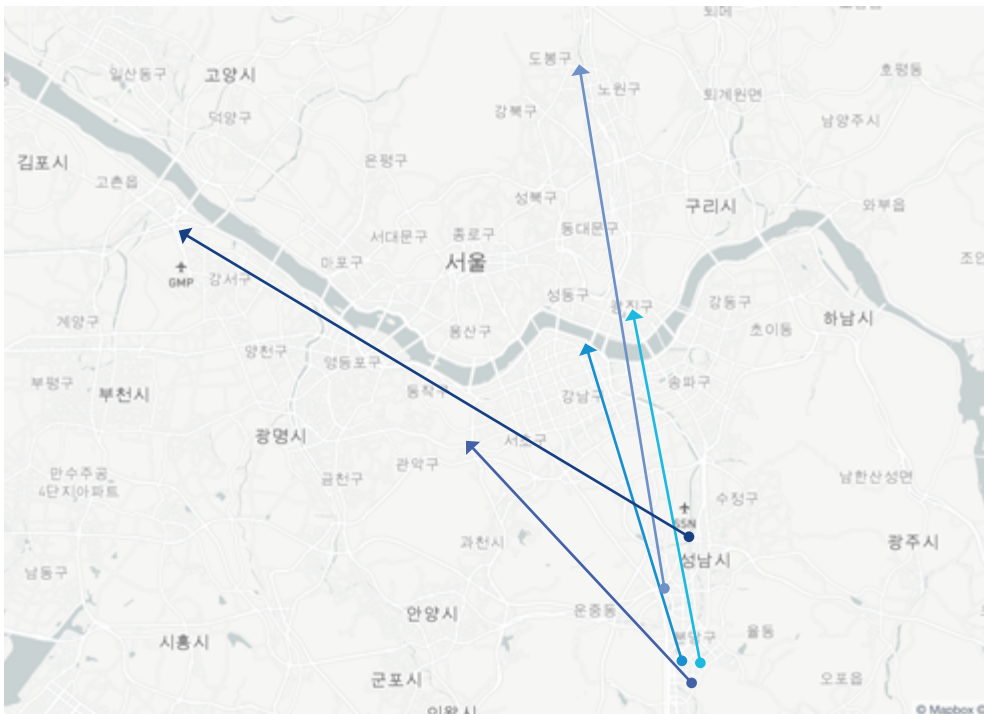 퇴메
도봉구
일산동구
고양시
호평동
노원구
퇴계원면
강북구
덕양구
남양주시
김포시
은평구
고촌읍
성북구
구리시
와부읍
동대문구
서대문구
종로구
서울
마포구
GMP
강서구
성동구
광진구
강동구
하남시
계양구
용산구
초이동
양천구
영등포구
부평구
부천시
동작구
강남구
송파구
광명시
서초구
관악구
금천구
만수주공
4단지아파트
수정구
남한산성면
SSN
과천시
성남시
광주시
남동구
안양시
운중동
시흥시
분당구
율동
군포시
오포읍
© Mapbox ©